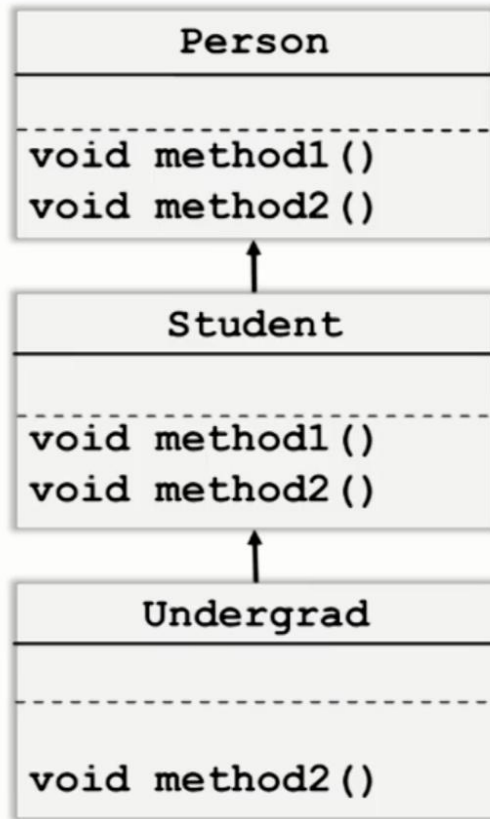 Person
void method1()
void method2()
Student
void method1()
void method2()
Undergrad
void method2()